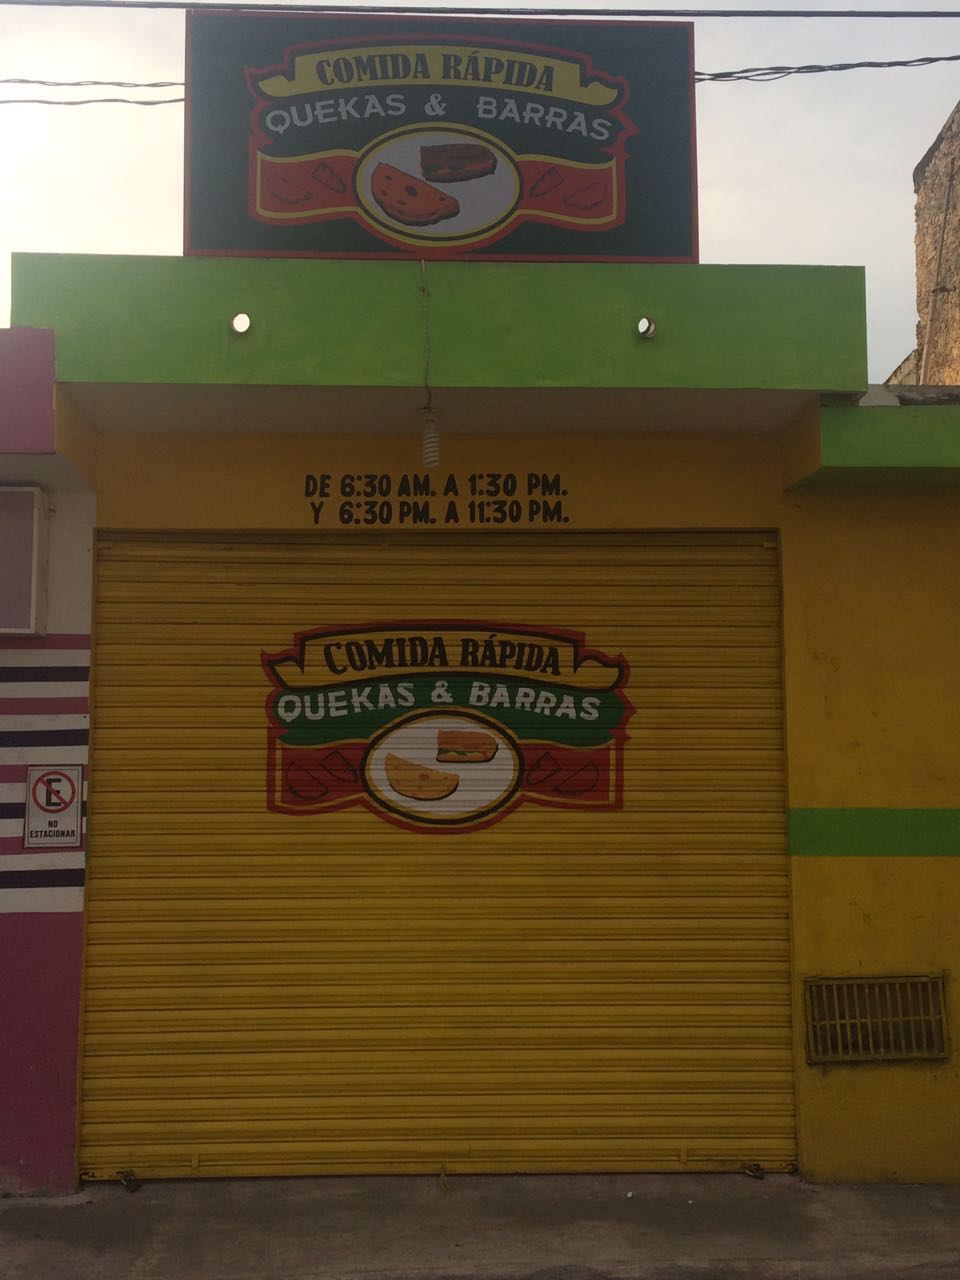 COMIDA RÁPIDA
QUEKAS & BARRAS
DE 6:30 AM. A 1:30 PM.
Y 6:30 PM. A 11:30 PM.
COMIDA RÁPIDA
QUEKAS & BARRAS
E
NO
ESTACIONAR